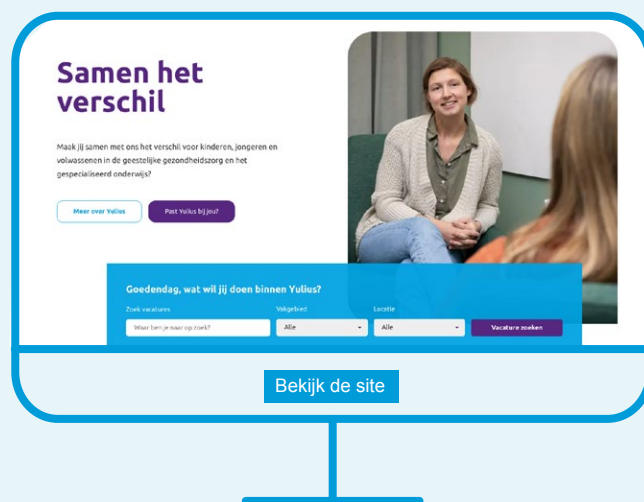 Samen het
verschil
Maak jij samen met ons het verschil voor kinderen, jongeren en
volwassenen in de geestelijke gezondheidszorg en het
gespecialiseerd onderwijs?
Meer over Yulius
Past Yulius bij jou?
Goedendag, wat wil jij doen binnen Yulius?
Zoek vacatures
Vakgebied
Locatie
Waar ben je naar op zoek?
Alle
Alle
Vacature zoeken
Bekijk de site